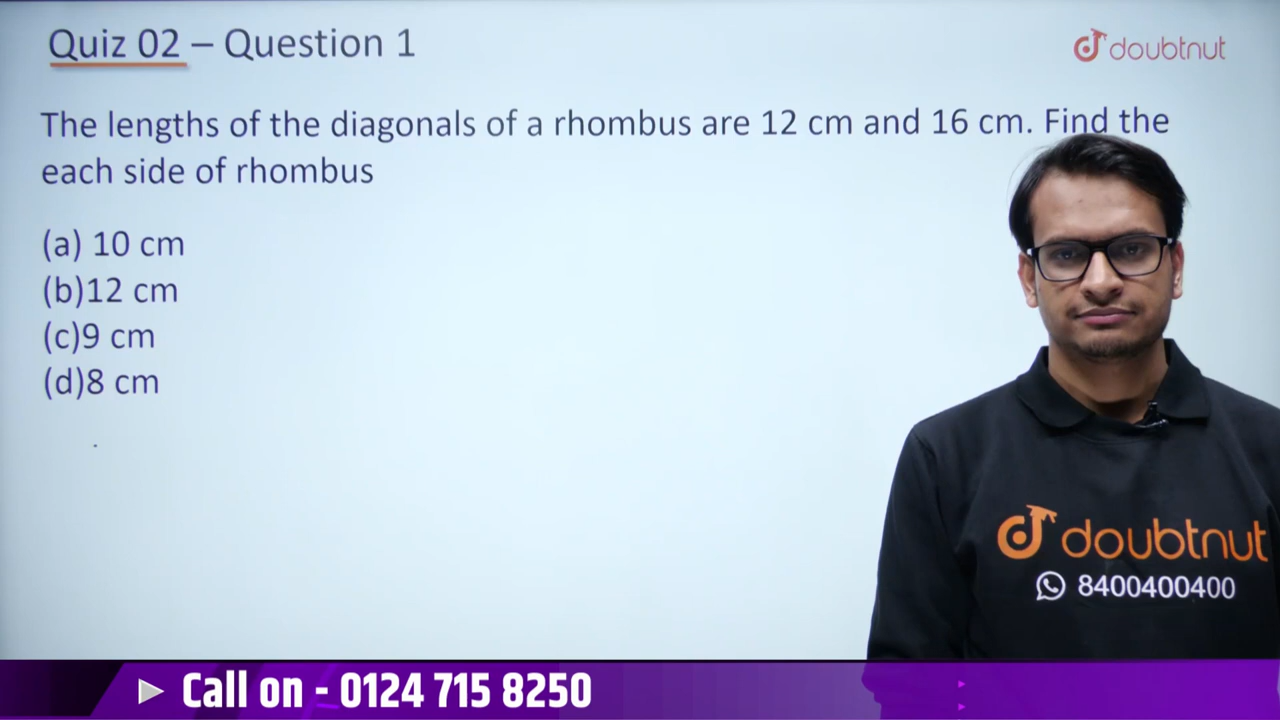 Quiz 02 – Question 1
doubtnut
The lengths of the diagonals of a rhombus are 12 cm and 16 cm. Find the
each side of rhombus
(a) 10 cm
(b)12 cm
(c)9 cm
(d)8 cm
doubtnut
8400400400
Call on - 0124 715 8250